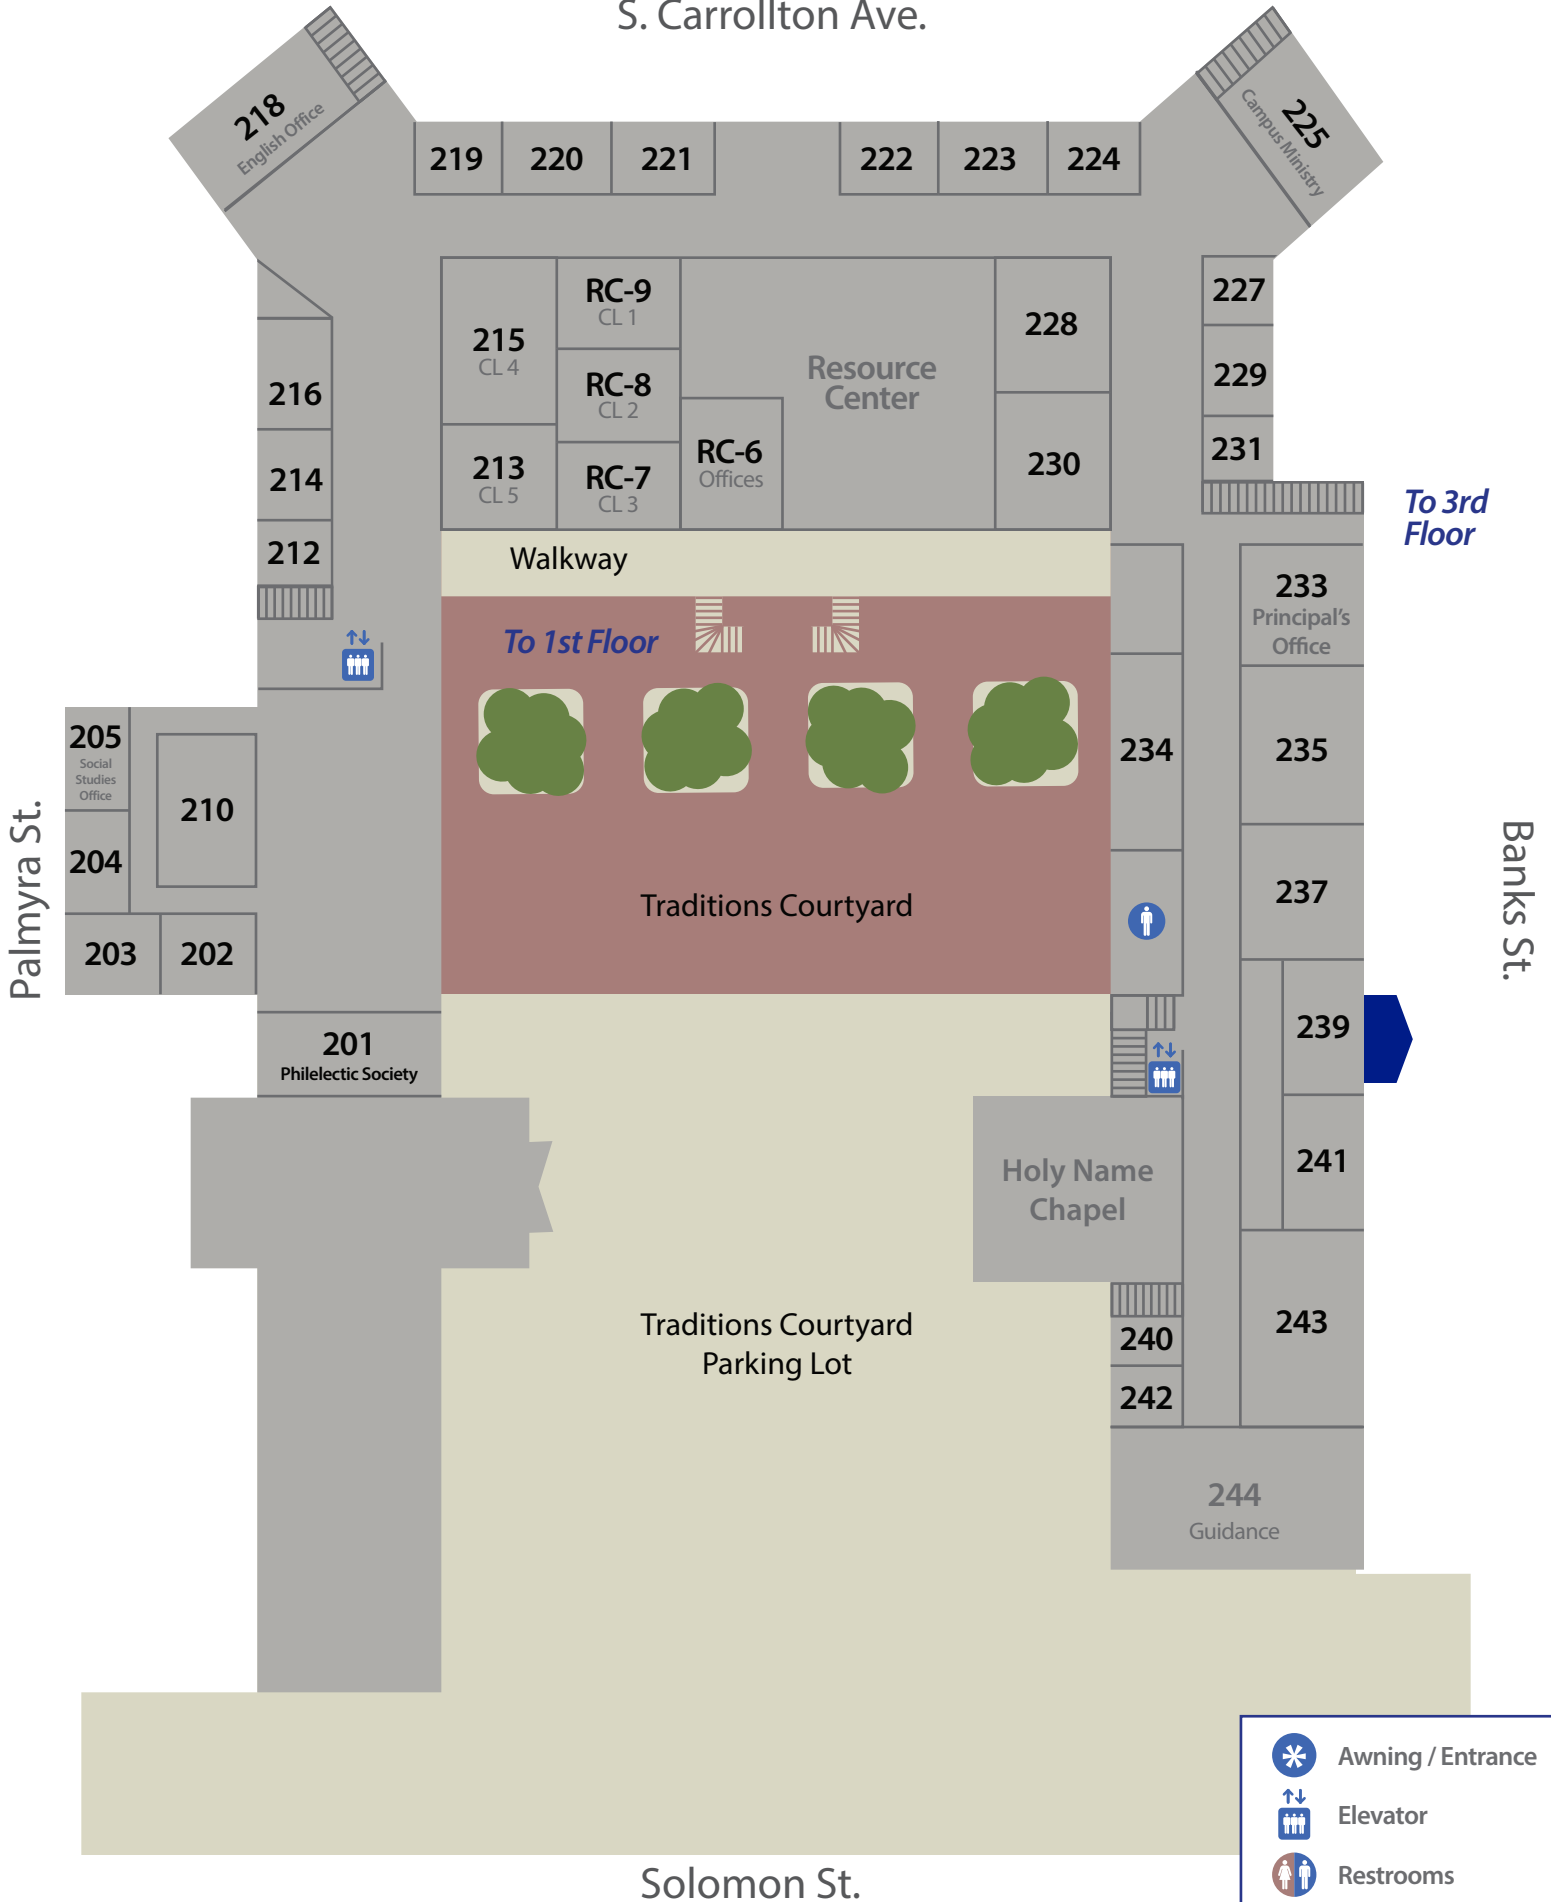 S. Carrollton Ave.
218
English Office
225
Campus Ministry
219
220
221
222
223
224
215
CL 4
RC-9
CL 1
RC-8
CL 2
RC-7
CL 3
213
CL 5
RC-6
Offices
Resource
Center
228
230
227
229
231
216
214
212
To 3rd
Floor
Walkway
To 1st Floor
233
Principal's
Office
234
235
237
205
Social
Studies
Office
210
204
203
202
Palmyra St.
Banks St.
Traditions Courtyard
201
Philelectic Society
239
241
Holy Name
Chapel
Traditions Courtyard
Parking Lot
240
242
243
244
Guidance
Awning / Entrance
Elevator
Restrooms
Solomon St.